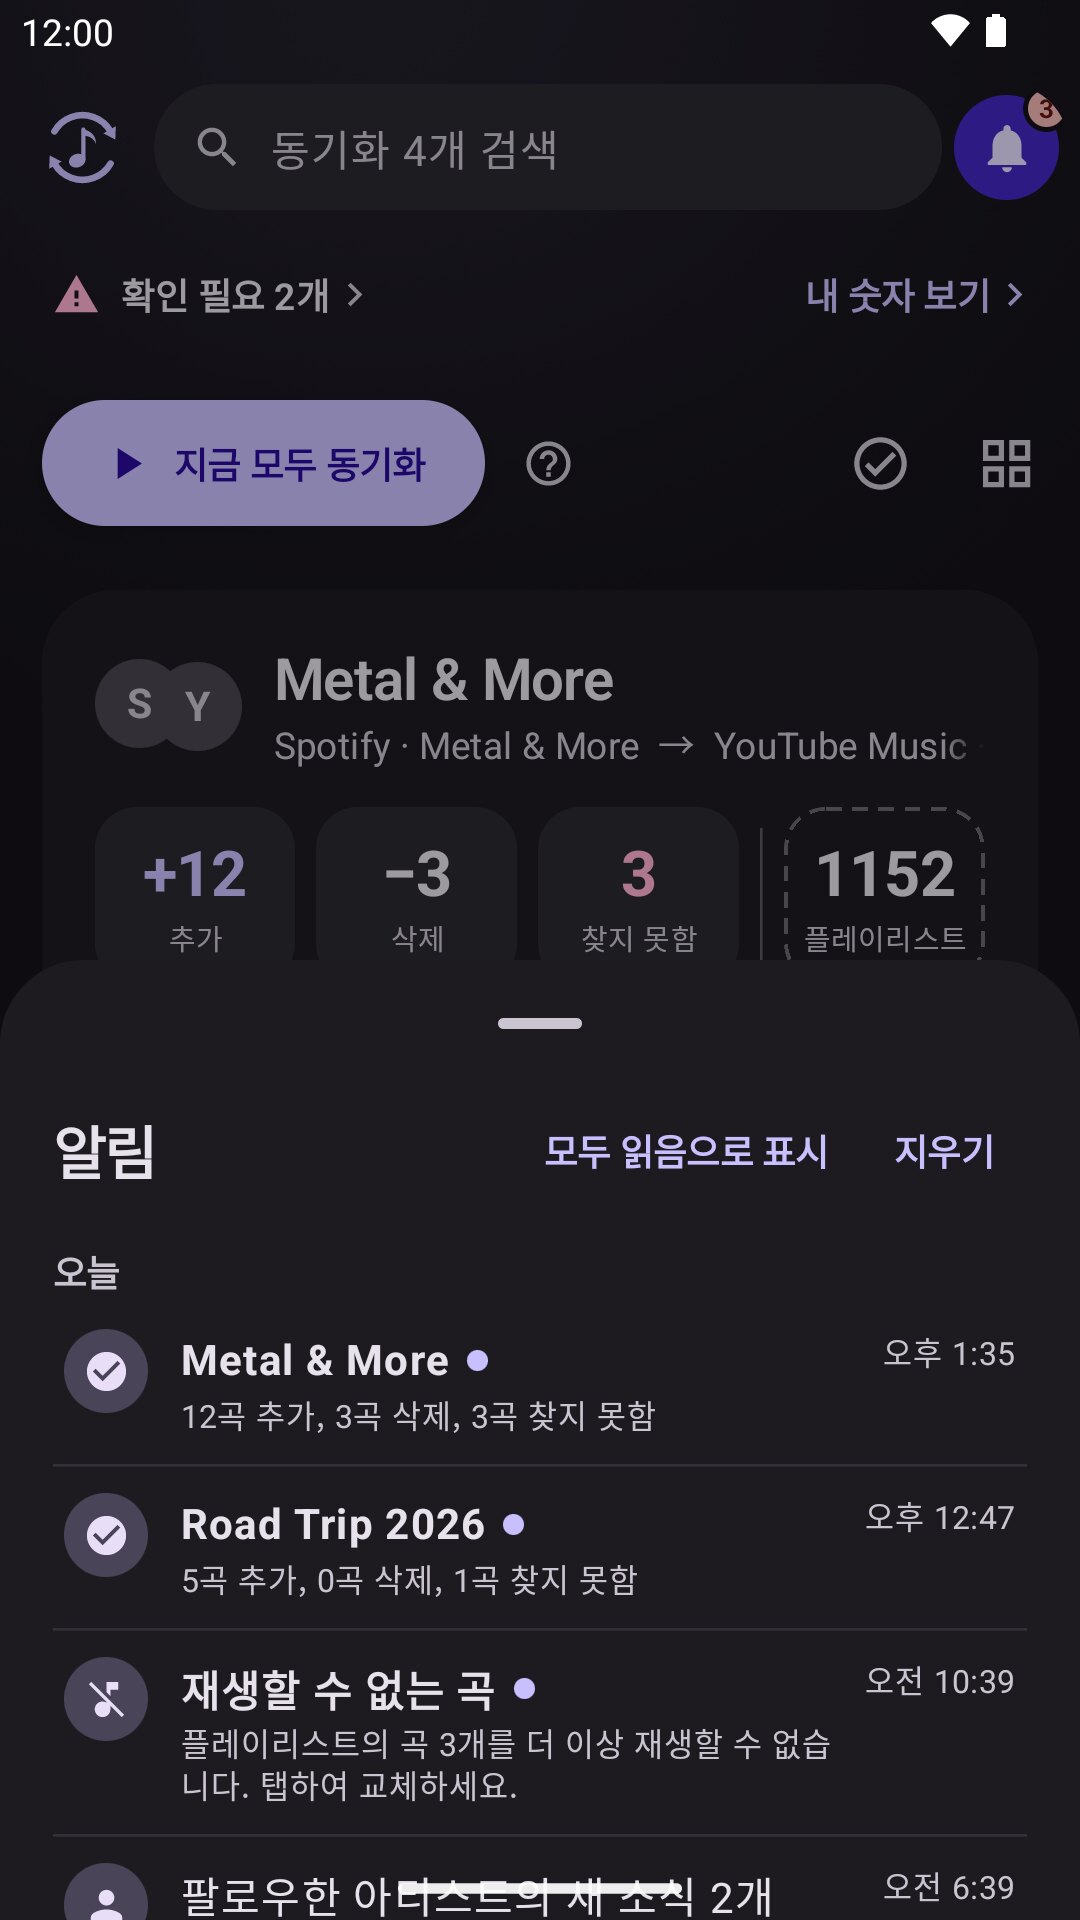 12:00
동기화 4개 검색
3
확인 필요 2개
내 숫자 보기
지금 모두 동기화
S Y
Metal & More
Spotify · Metal & More → YouTube Music
+12
추가
−3
삭제
3
찾지 못함
1152
플레이리스트
알림
모두 읽음으로 표시
지우기
오늘
Metal & More
오후 1:35
12곡 추가, 3곡 삭제, 3곡 찾지 못함
Road Trip 2026
오후 12:47
5곡 추가, 0곡 삭제, 1곡 찾지 못함
재생할 수 없는 곡
오전 10:39
플레이리스트의 곡 3개를 더 이상 재생할 수 없습
니다. 탭하여 교체하세요.
팔로우한 아티스트의 새 소식 2개
오전 6:39